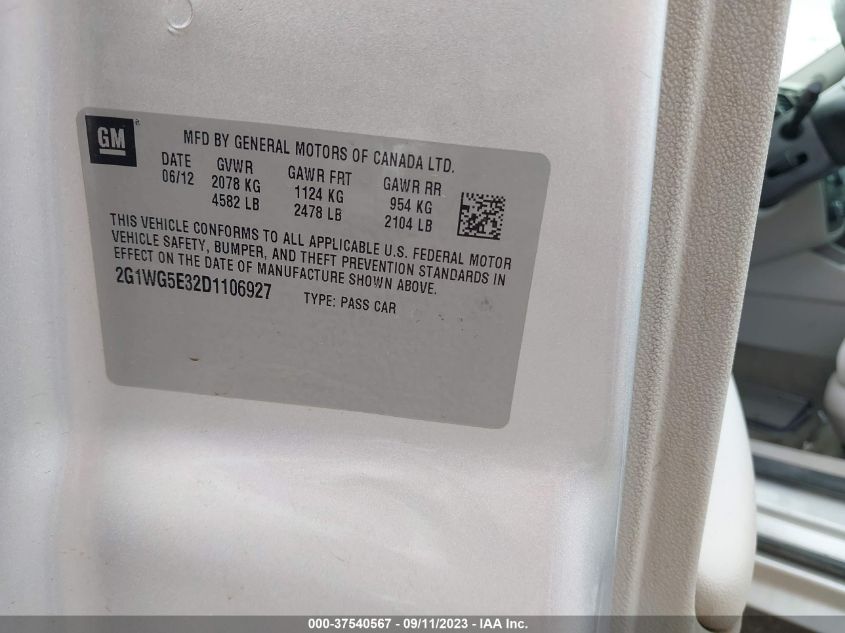 GM
MFD BY GENERAL MOTORS OF CANADA LTD.
DATE GVWR GAWR FRT GAWR RR
06/12 2078 KG 1124 KG 954 KG
4582 LB 2478 LB 2104 LB
THIS VEHICLE CONFORMS TO ALL APPLICABLE U.S. FEDERAL MOTOR
VEHICLE SAFETY, BUMPER, AND THEFT PREVENTION STANDARDS IN
EFFECT ON THE DATE OF MANUFACTURE SHOWN ABOVE.
2G1WG5E32D1106927 TYPE: PASS CAR
000-37540567 - 09/11/2023 - IAA Inc.